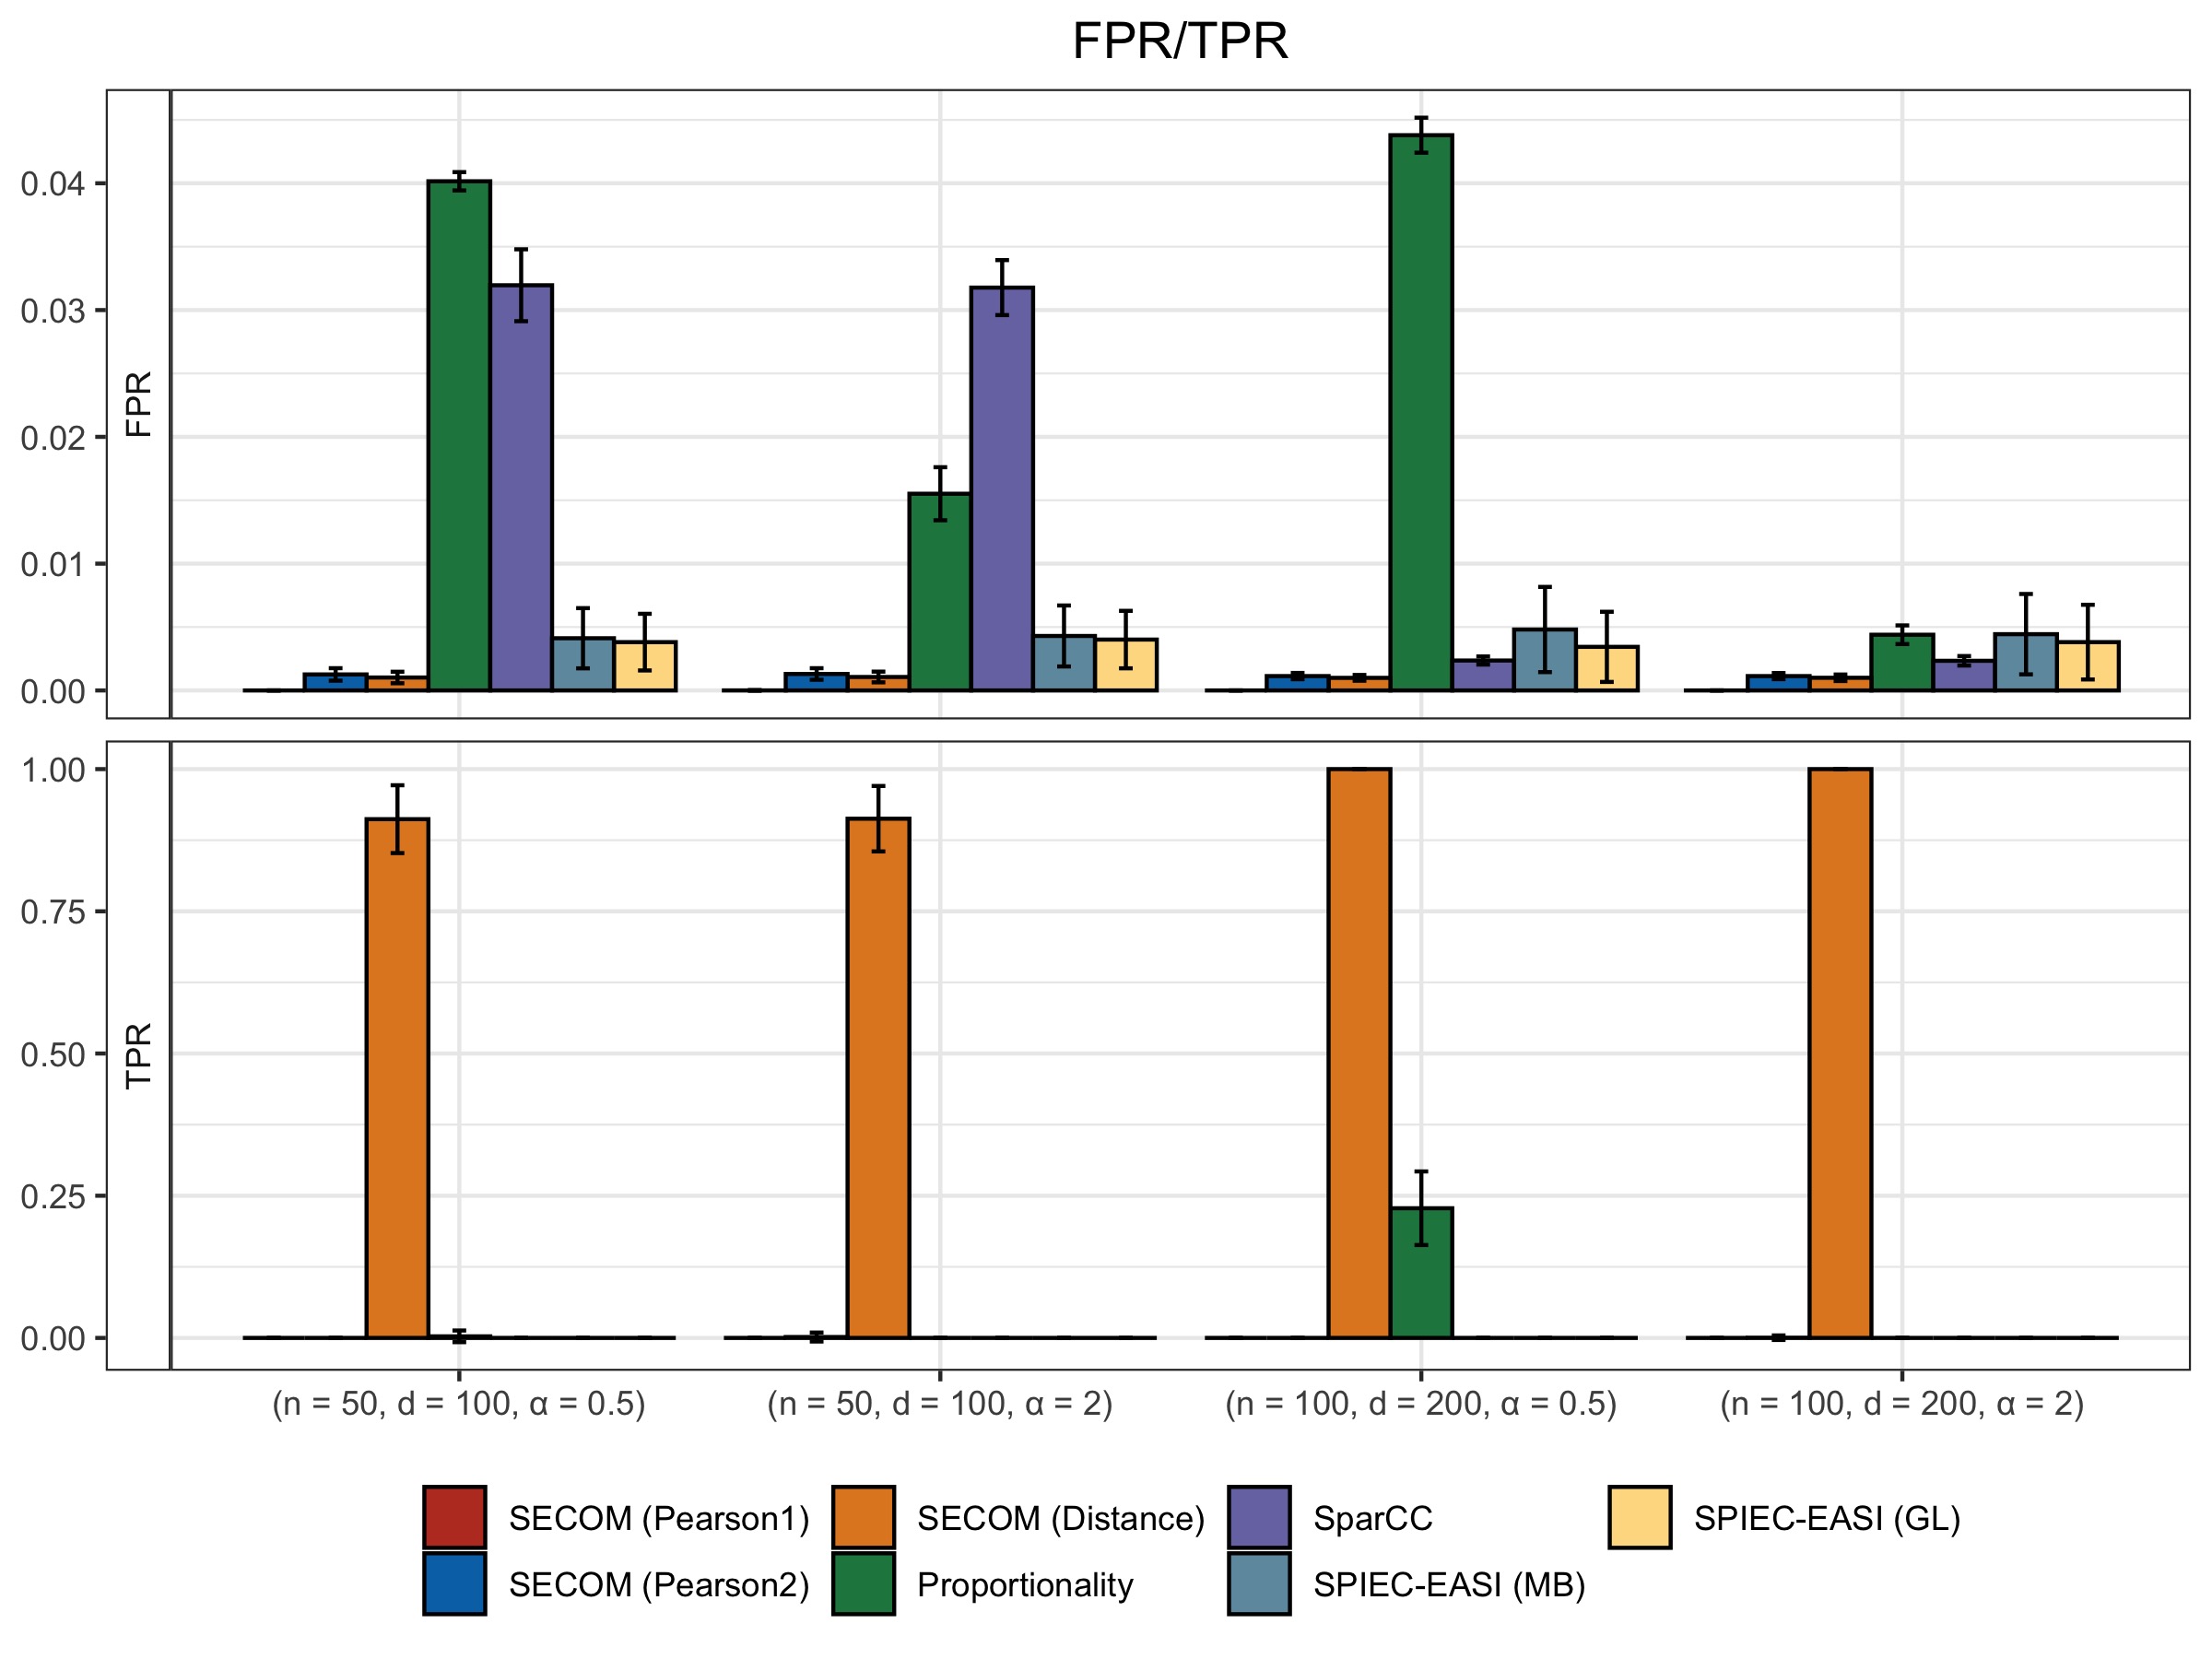 FPR/TPR
0.04
0.03
0.02
0.01
0.00
FPR
1.00
0.75
0.50
0.25
0.00
TPR
(n = 50, d = 100, α = 0.5)
(n = 50, d = 100, α = 2)
(n = 100, d = 200, α = 0.5)
(n = 100, d = 200, α = 2)
SECOM (Pearson1)
SECOM (Distance)
SparCC
SPIEC-EASI (GL)
SECOM (Pearson2)
Proportionality
SPIEC-EASI (MB)